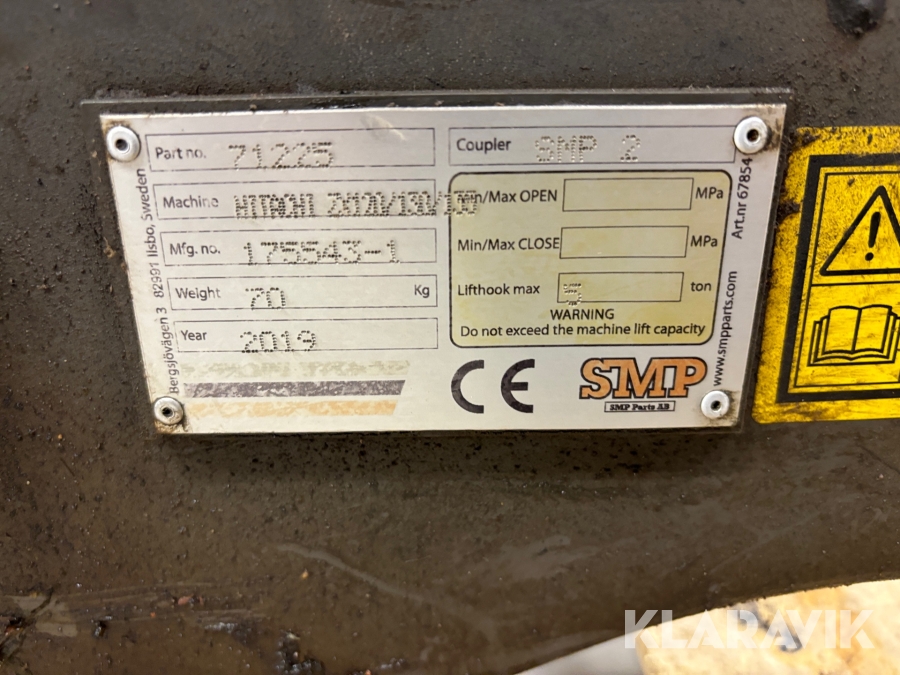 Part no. 71225
Machine HITACHI ZX120/130/135
Mfg. no. 175543-1
Weight 70 Kg
Year 2019
Coupler SMP 2
Min/Max OPEN MPa
Min/Max CLOSE MPa
Lifthook max 5 ton
WARNING
Do not exceed the machine lift capacity
CE
SMP
SMP Parts AB
Bergsjövägen 3 82991 Ilsbo, Sweden
www.smpparts.com Art.nr 67854
KLARAVIK